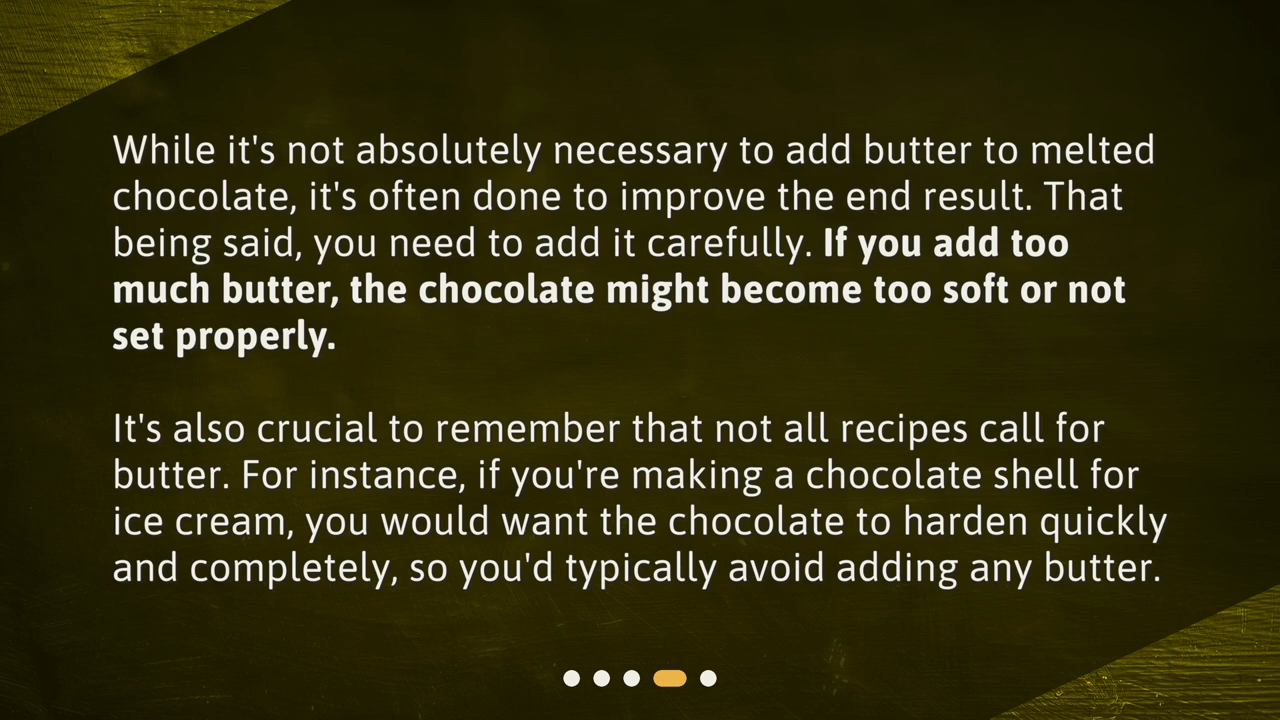 While it's not absolutely necessary to add butter to melted
chocolate, it's often done to improve the end result. That
being said, you need to add it carefully. If you add too
much butter, the chocolate might become too soft or not
set properly.
It's also crucial to remember that not all recipes call for
butter. For instance, if you're making a chocolate shell for
ice cream, you would want the chocolate to harden quickly
and completely, so you'd typically avoid adding any butter.